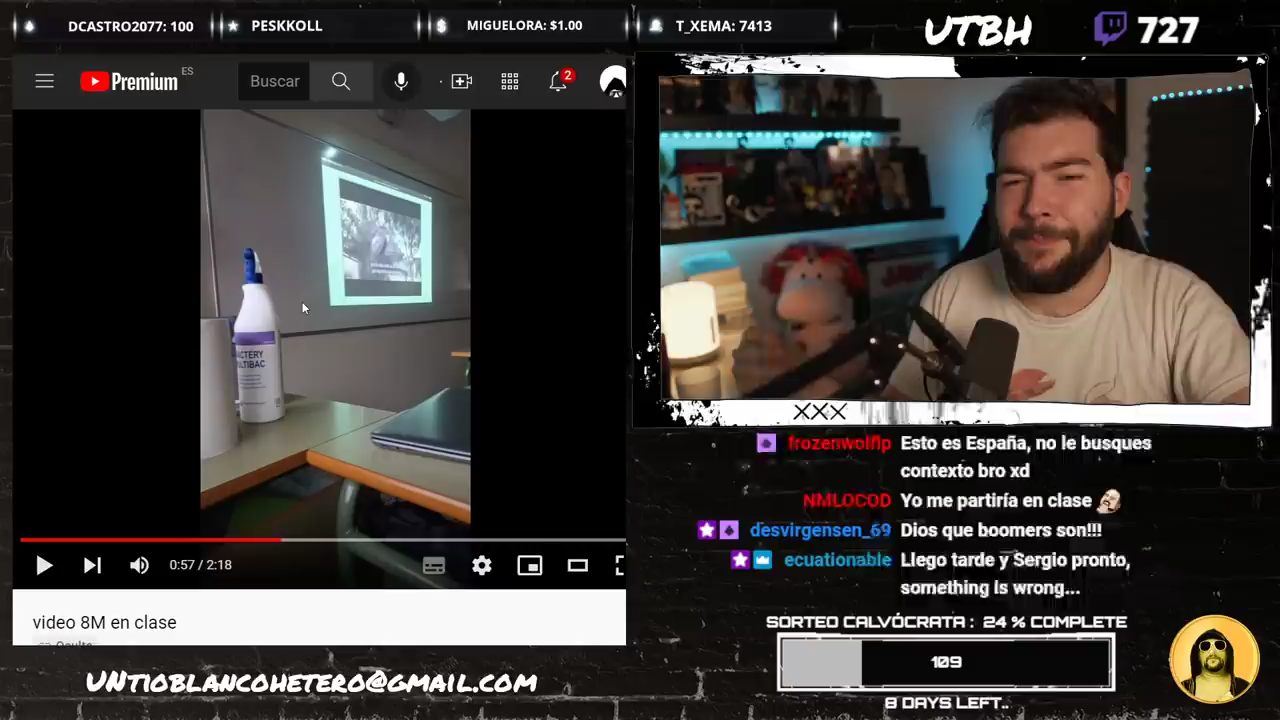 DCASTRO2077: 100
PESKKOLL
MIGUELORA: $1.00
T_XEMA: 7413
UTBH
727
Premium
ES
Buscar
2
MULTIBAC
0:57 / 2:18
video 8M en clase
Oculto
UNTIOBLANCOHETERO@GMAIL.COM
XXX
frozenwolflp Esto es España, no le busques
contexto bro xd
NMLOCOD Yo me partiría en clase
desvirgensen_69 Dios que boomers son!!!
ecuationable Llego tarde y Sergio pronto,
something Is wrong...
SORTEO CALVÓCRATA : 24 % COMPLETE
109
8 DAYS LEFT..